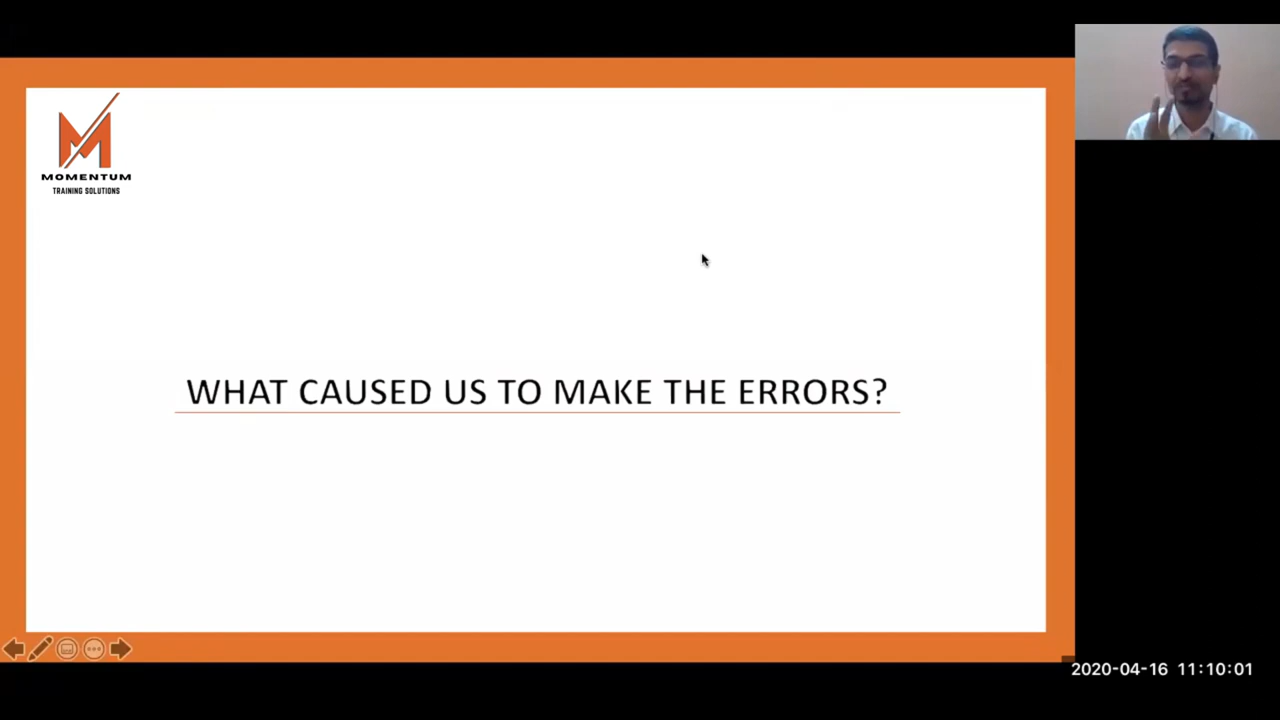 MOMENTUM
TRAINING SOLUTIONS
WHAT CAUSED US TO MAKE THE ERRORS?
2020-04-16 11:10:01